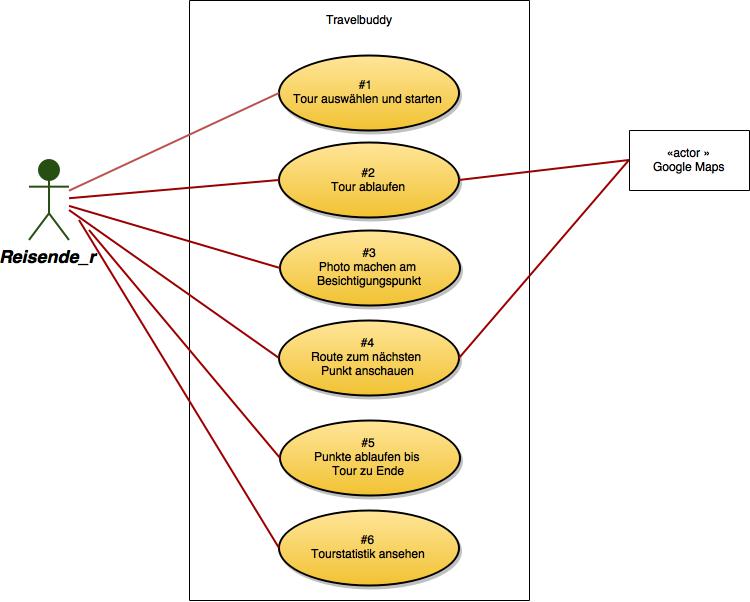 Travelbuddy
#1
Tour auswählen und starten
#2
Tour ablaufen
«actor »
Google Maps
#3
Photo machen am
Besichtigungspunkt
Reisende_r
#4
Route zum nächsten
Punkt anschauen
#5
Punkte ablaufen bis
Tour zu Ende
#6
Tourstatistik ansehen